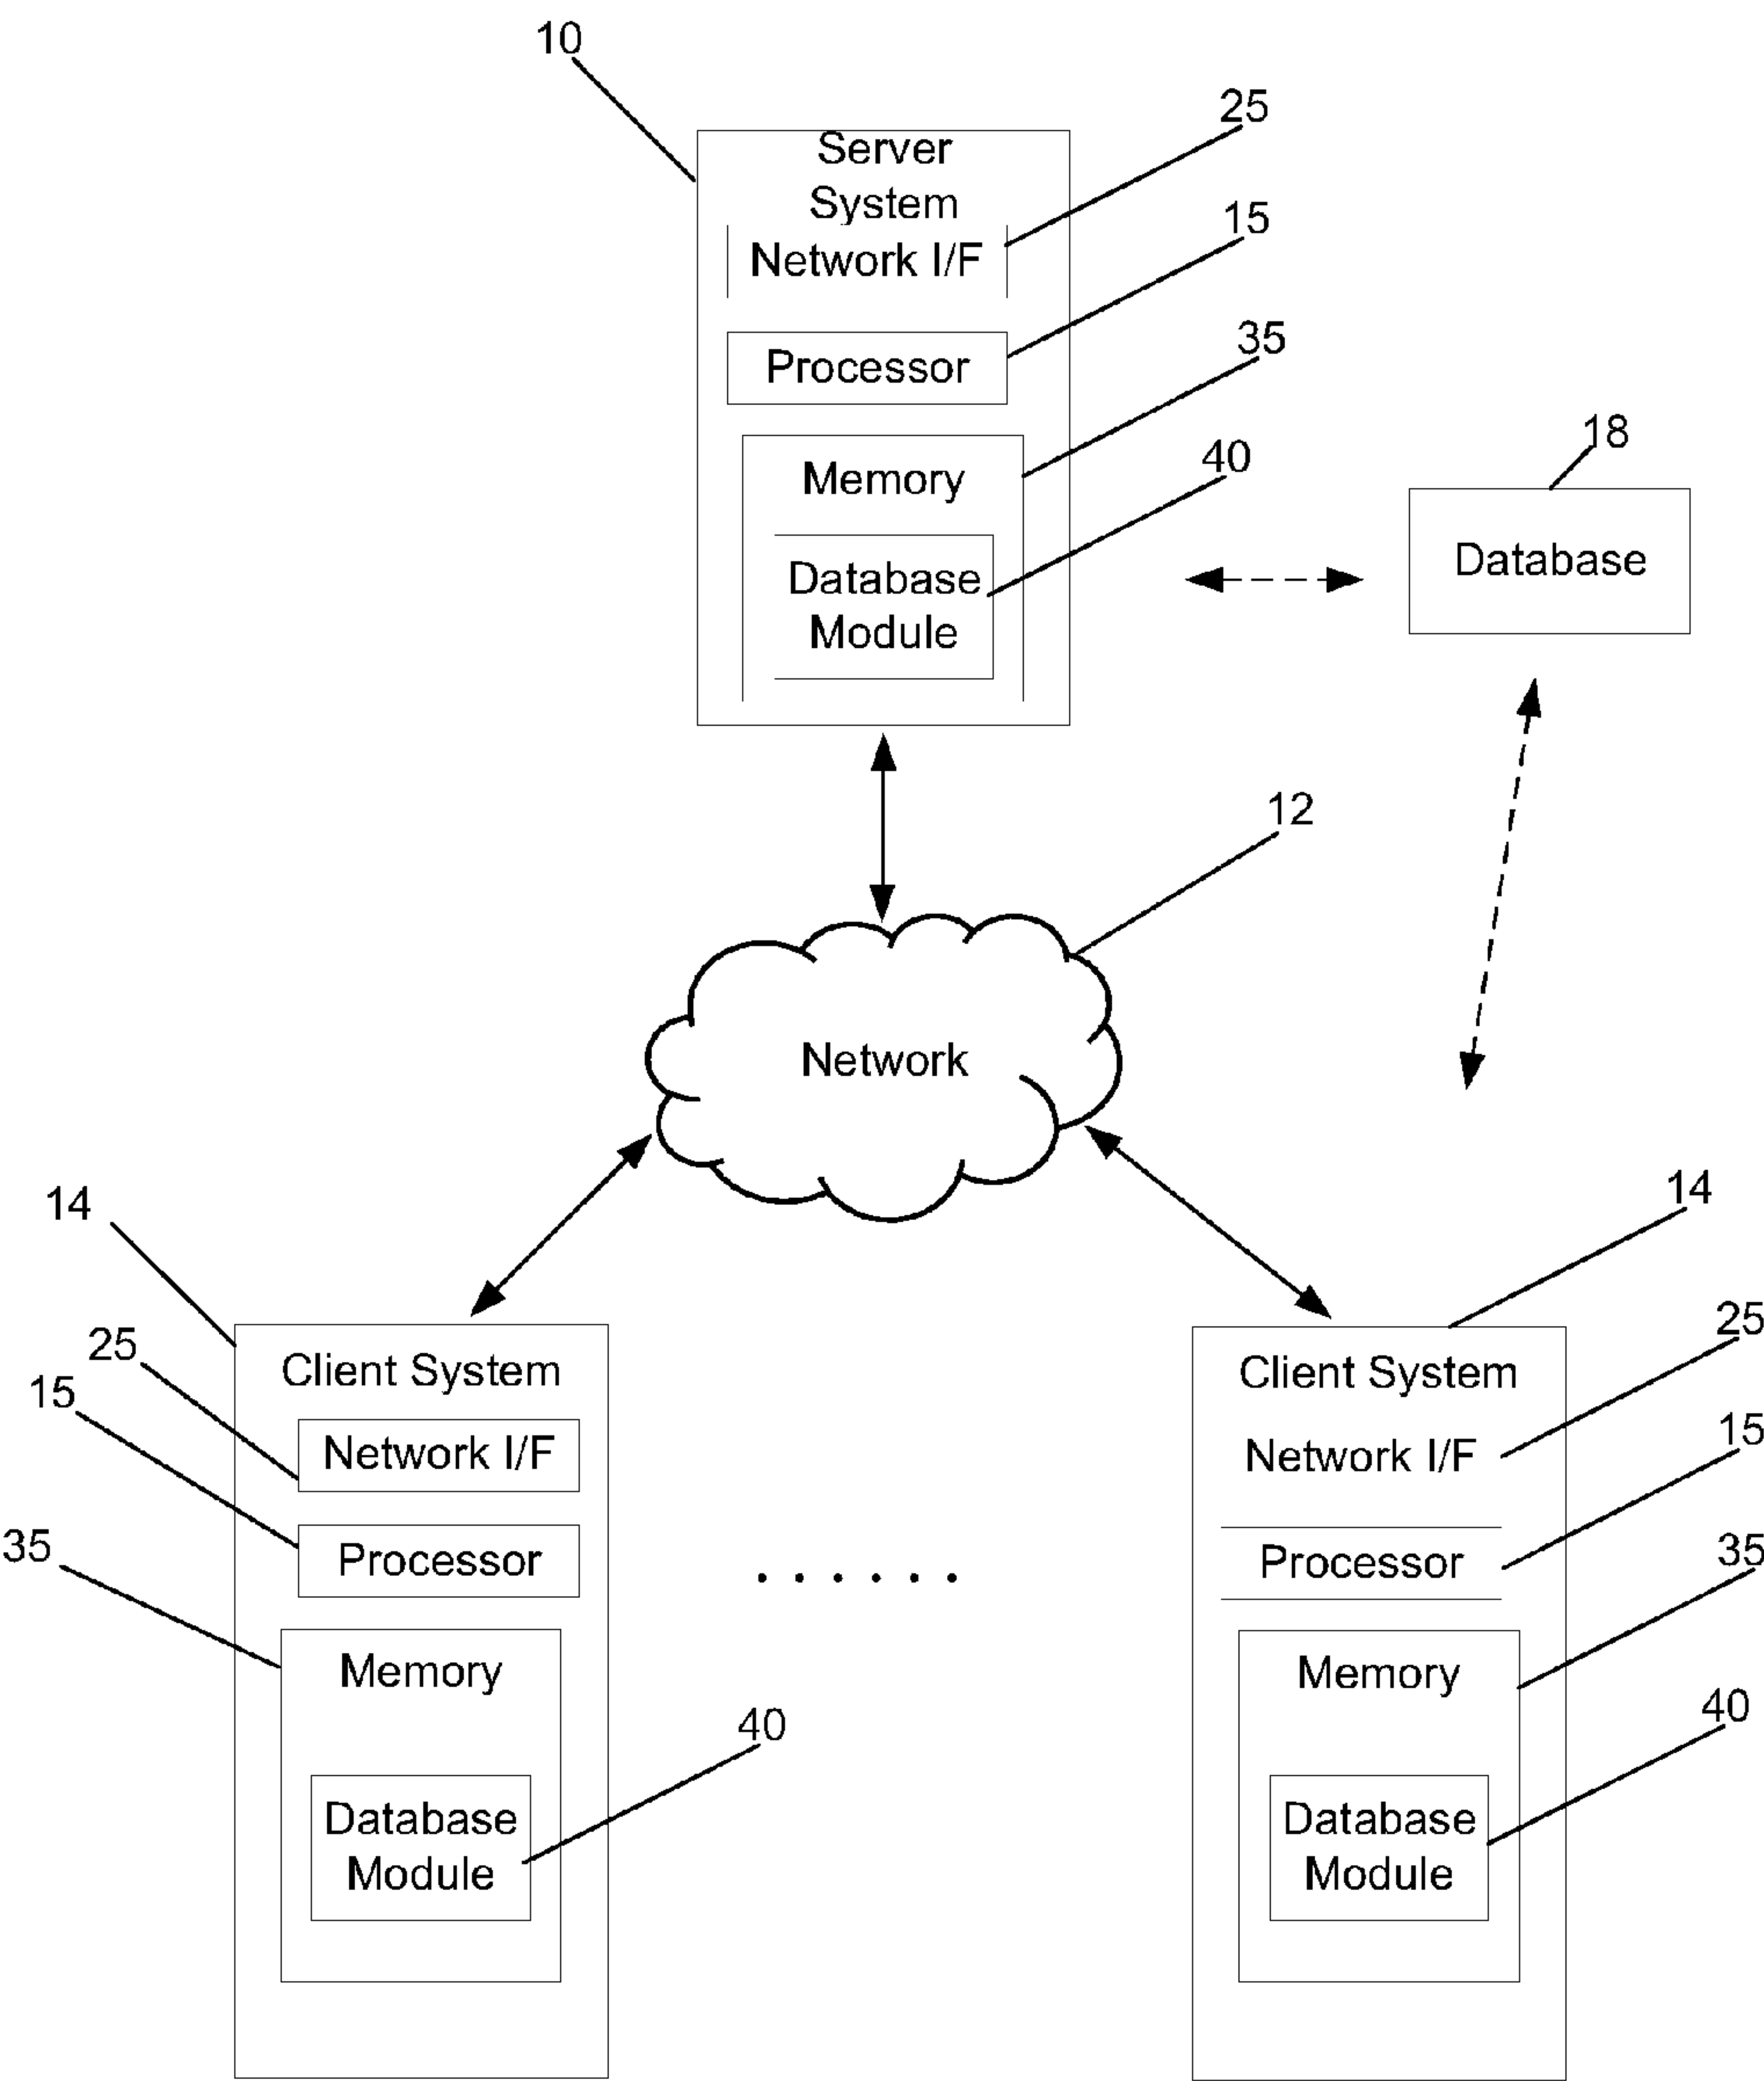 10
25
Server
System
15
Network I/F
35
Processor
18
40
Memory
Database
Database
Module
12
Network
14
14
25
25
Client System
Client System
15
15
Network I/F
Network I/F
35
35
Processor
Processor
......
Memory
Memory
40
40
Database
Module
Database
Module